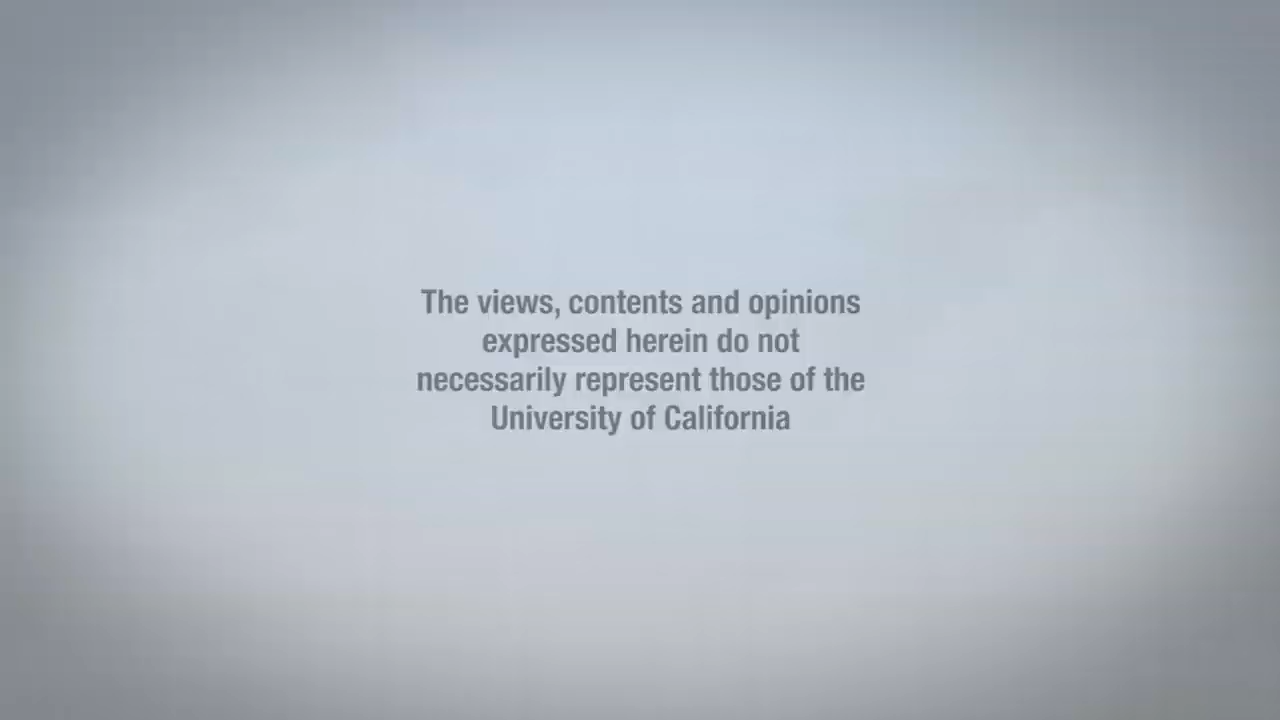 The views, contents and opinions
expressed herein do not
necessarily represent those of the
University of California